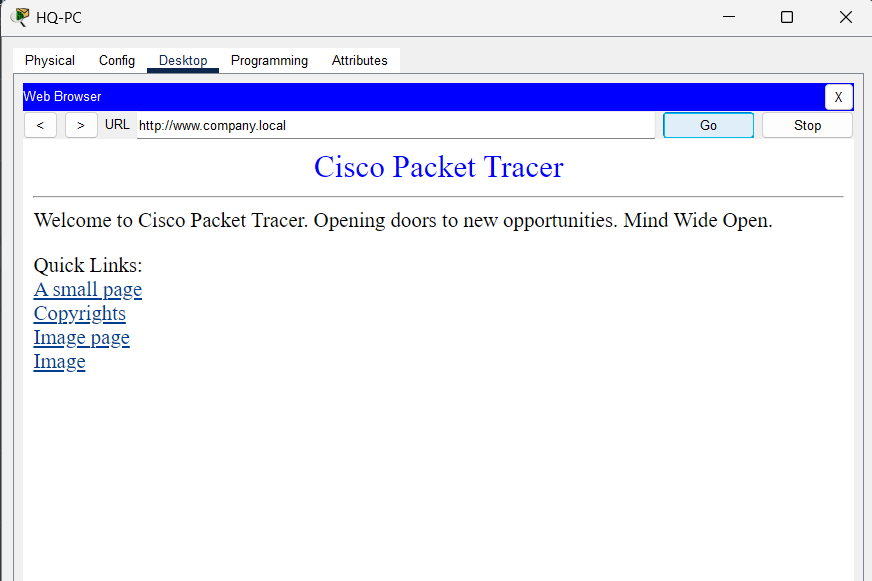 HQ-PC
Physical Config Desktop Programming Attributes
Web Browser X
< > URL http://www.company.local Go Stop
Cisco Packet Tracer
Welcome to Cisco Packet Tracer. Opening doors to new opportunities. Mind Wide Open.
Quick Links:
A small page
Copyrights
Image page
Image